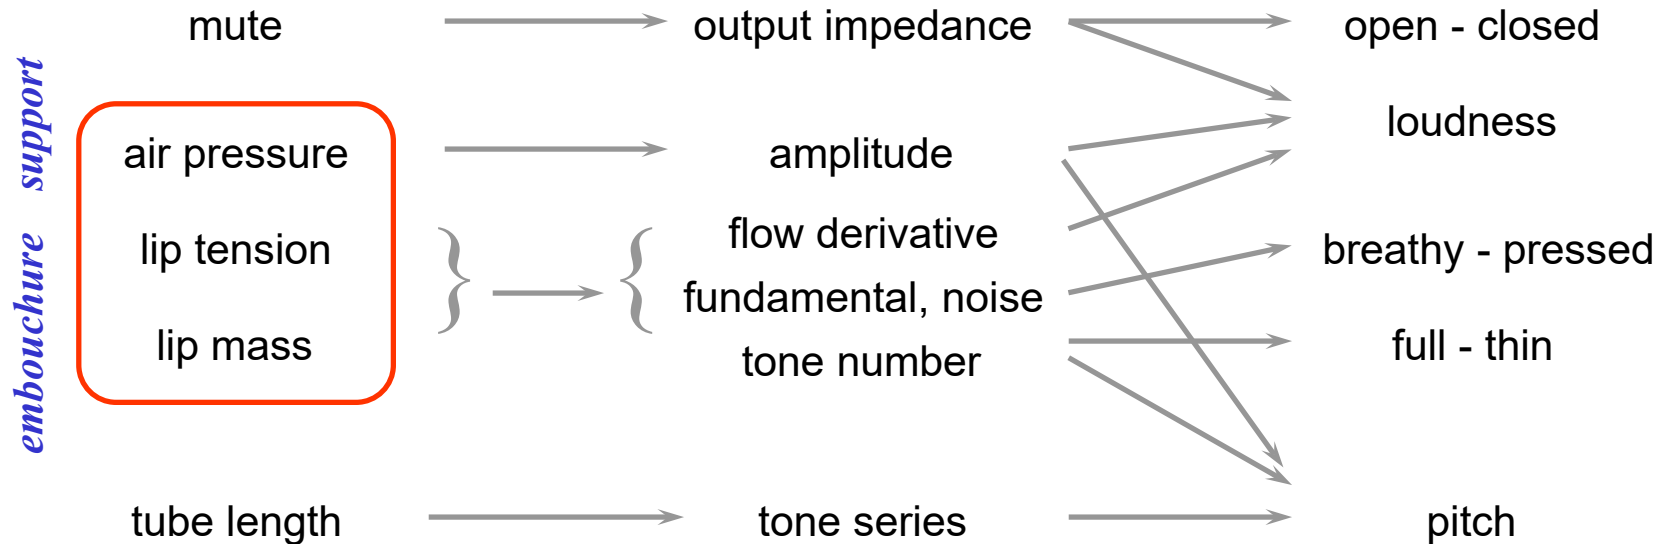 mute
output impedance
open - closed
support
air pressure
amplitude
loudness
embouchure
lip tension
flow derivative
breathy - pressed
fundamental, noise
lip mass
tone number
full - thin
tube length
tone series
pitch